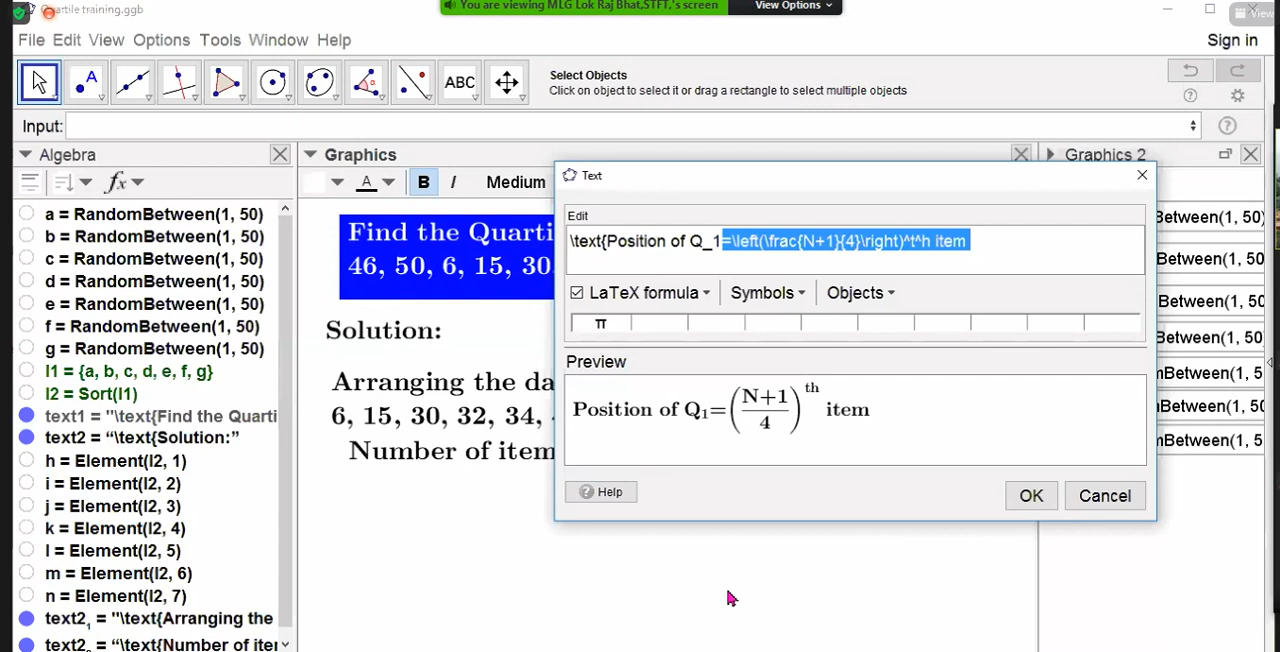 Quartile training.ggb
You are viewing MLG Lok Raj Bhat,STFT,'s screen
View Options
View
File Edit View Options Tools Window Help
Sign in
A
ABC
Select Objects
Click on object to select it or drag a rectangle to select multiple objects
Input:
Algebra
Graphics
Graphics 2
fx
A
B I Medium
a = RandomBetween(1, 50)
b = RandomBetween(1, 50)
c = RandomBetween(1, 50)
d = RandomBetween(1, 50)
e = RandomBetween(1, 50)
f = RandomBetween(1, 50)
g = RandomBetween(1, 50)
l1 = {a, b, c, d, e, f, g}
l2 = Sort(l1)
text1 = "\text{Find the Quarti
text2 = “\text{Solution:”
h = Element(l2, 1)
i = Element(l2, 2)
j = Element(l2, 3)
k = Element(l2, 4)
l = Element(l2, 5)
m = Element(l2, 6)
n = Element(l2, 7)
text2₁ = "\text{Arranging the
text2 = “\text{Number of iter
Find the Quarti
46, 50, 6, 15, 30,
Solution:
Arranging the da
6, 15, 30, 32, 34,
Number of item
Text
Edit
\text{Position of Q_1=\left(\frac{N+1}{4}\right)^t^h item
LaTeX formula
Symbols
Objects
π
Preview
Position of Q₁=(N+1/4)th item
Help
OK
Cancel
Between(1, 50)
Between(1, 50
Between(1, 50)
Between(1, 50)
mBetween(1, 5
mBetween(1, 50
mBetween(1, 5